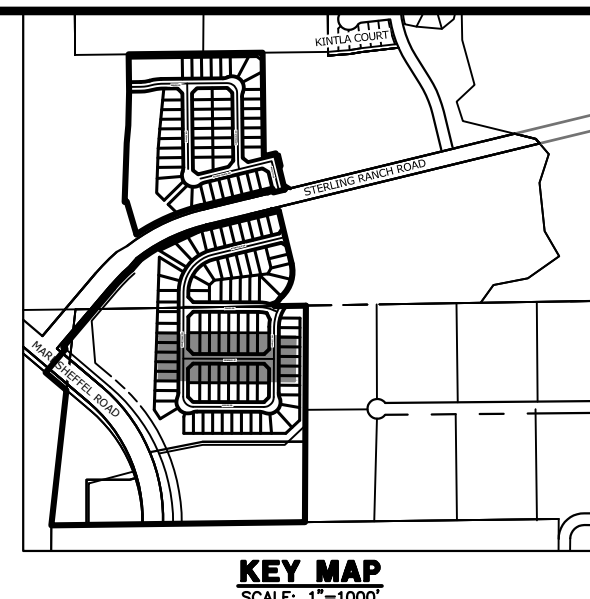 KINTLA COURT
STERLING RANCH ROAD
MARKSHEFFEL ROAD
KEY MAP
SCALE: 1"=1000'